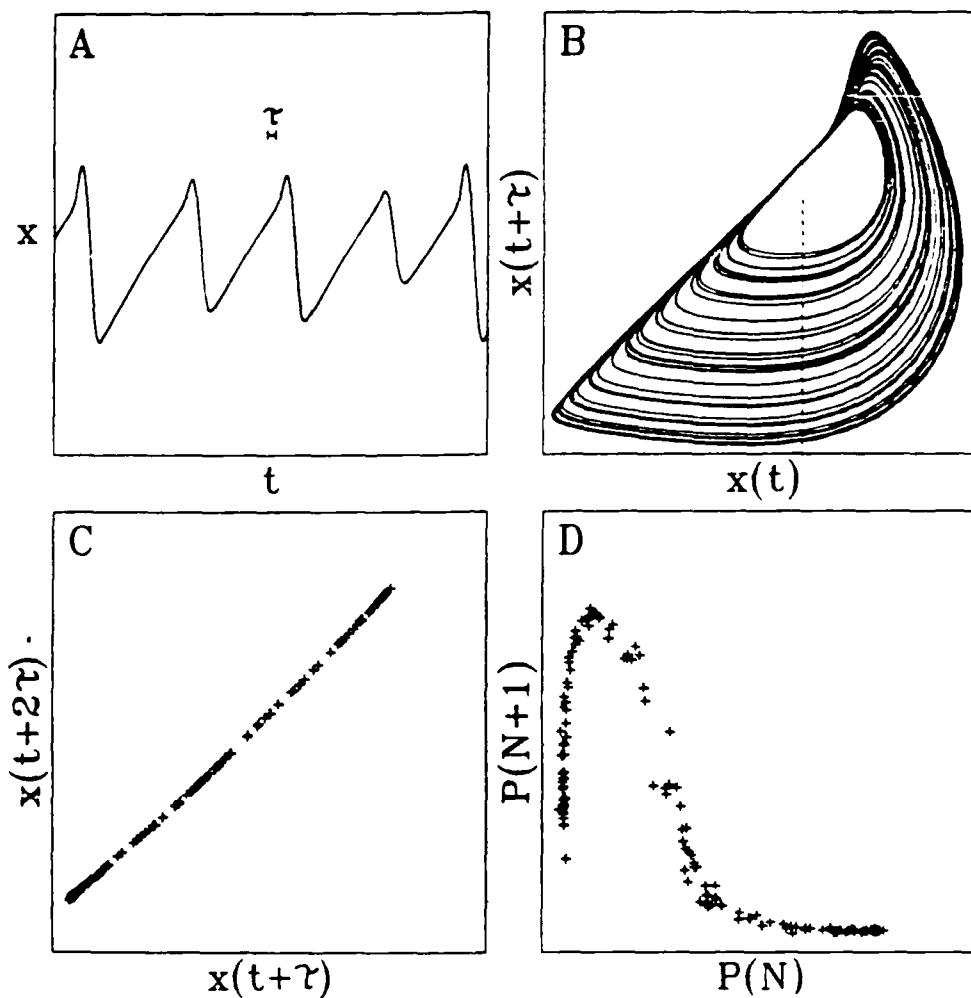 A
τ
x
t
B
x(t+τ)
x(t)
C
x(t+2τ)
x(t+τ)
D
P(N+1)
P(N)